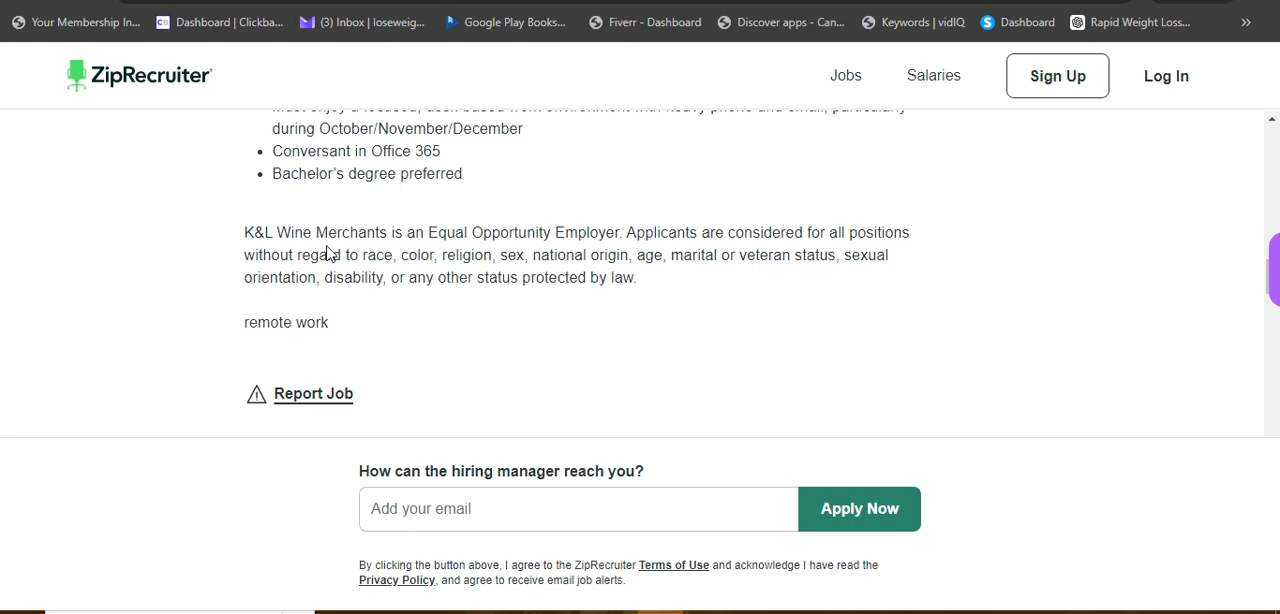 Your Membership In... Dashboard | Clickba... (3) Inbox | loseweig... Google Play Books... Fiverr - Dashboard Discover apps - Can... Keywords | vidIQ Dashboard Rapid Weight Loss... »
ZipRecruiter Jobs Salaries Sign Up Log In
must enjoy a focused, desk-based work environment with heavy phone and email, particularly
during October/November/December
• Conversant in Office 365
• Bachelor's degree preferred
K&L Wine Merchants is an Equal Opportunity Employer. Applicants are considered for all positions
without regard to race, color, religion, sex, national origin, age, marital or veteran status, sexual
orientation, disability, or any other status protected by law.
remote work
Report Job
How can the hiring manager reach you?
Add your email Apply Now
By clicking the button above, I agree to the ZipRecruiter Terms of Use and acknowledge I have read the
Privacy Policy, and agree to receive email job alerts.